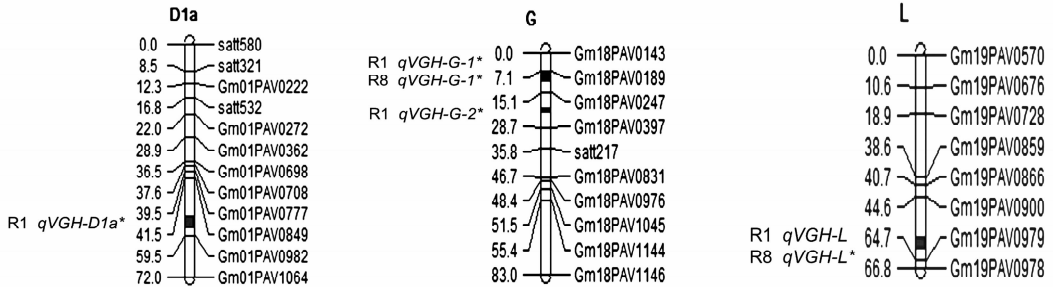 D1a
0.0 satt580
8.5 satt321
12.3 Gm01PAV0222
16.8 satt532
22.0 Gm01PAV0272
28.9 Gm01PAV0362
36.5 Gm01PAV0698
37.6 Gm01PAV0708
39.5 Gm01PAV0777
R1 qVGH-D1a*
41.5 Gm01PAV0849
59.5 Gm01PAV0982
72.0 Gm01PAV1064
G
0.0 Gm18PAV0143
R1 qVGH-G-1*
R8 qVGH-G-1* 7.1 Gm18PAV0189
15.1 Gm18PAV0247
R1 qVGH-G-2*
28.7 Gm18PAV0397
35.8 satt217
46.7 Gm18PAV0831
48.4 Gm18PAV0976
51.5 Gm18PAV1045
55.4 Gm18PAV1144
83.0 Gm18PAV1146
L
0.0 Gm19PAV0570
10.6 Gm19PAV0676
18.9 Gm19PAV0728
38.6 Gm19PAV0859
40.7 Gm19PAV0866
44.6 Gm19PAV0900
R1 qVGH-L 64.7 Gm19PAV0979
R8 qVGH-L*
66.8 Gm19PAV0978